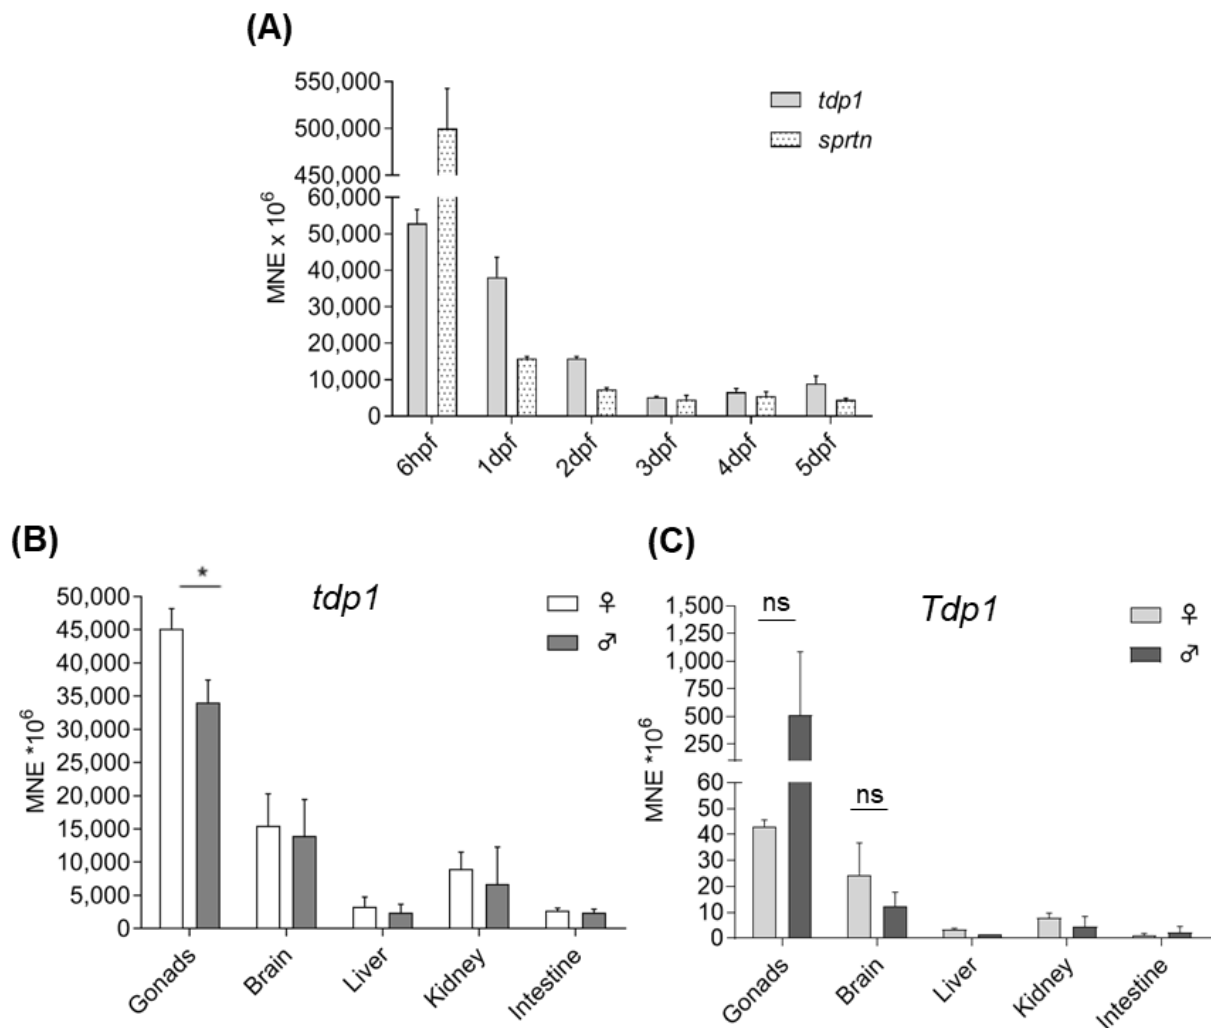 (A)
550,000
500,000
450,000
60,000
50,000
40,000
30,000
20,000
10,000
0
MNE x 10⁶
tdp1
sprtn
6hpf
1dpf
2dpf
3dpf
4dpf
5dpf
(B)
tdp1
*
♀
♂
50,000
45,000
40,000
35,000
30,000
25,000
20,000
15,000
10,000
5,000
0
MNE *10⁶
Gonads
Brain
Liver
Kidney
Intestine
(C)
Tdp1
ns
ns
♀
♂
1,500
1,250
1,000
750
500
250
60
50
40
30
20
10
0
MNE *10⁶
Gonads
Brain
Liver
Kidney
Intestine